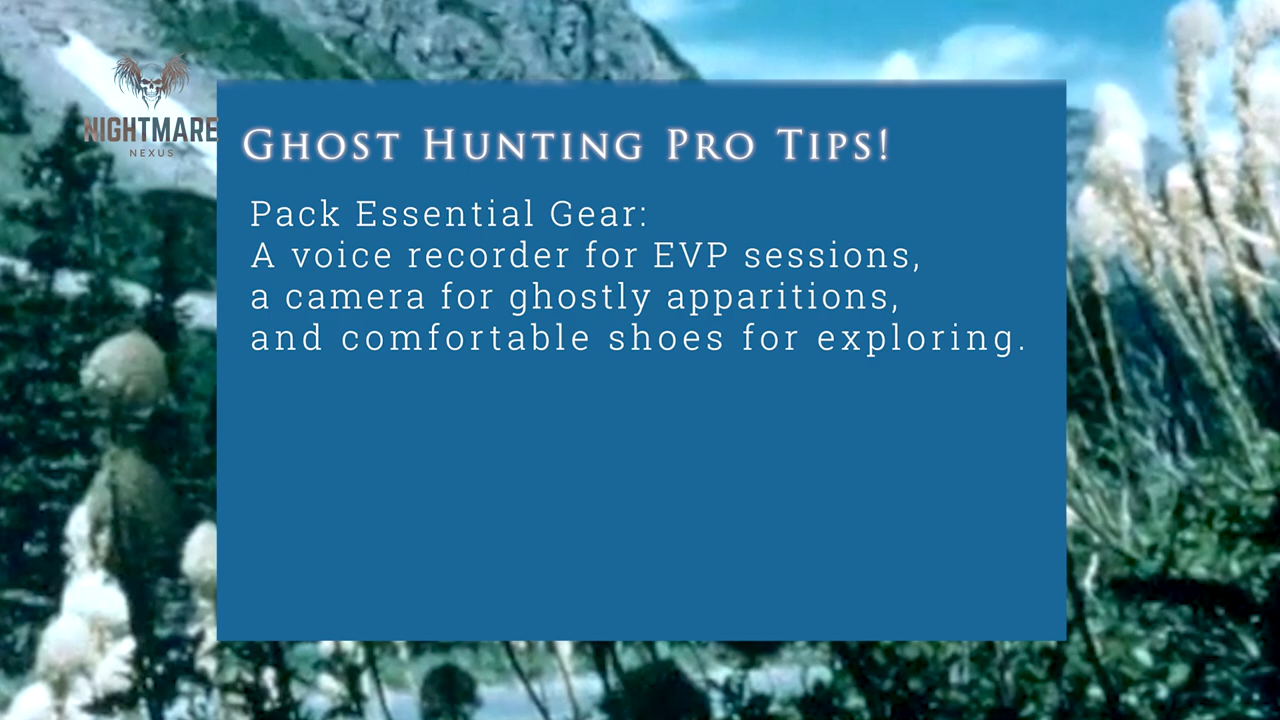 NIGHTMARE
NEXUS
Ghost Hunting Pro Tips!
Pack Essential Gear:
A voice recorder for EVP sessions,
a camera for ghostly apparitions,
and comfortable shoes for exploring.